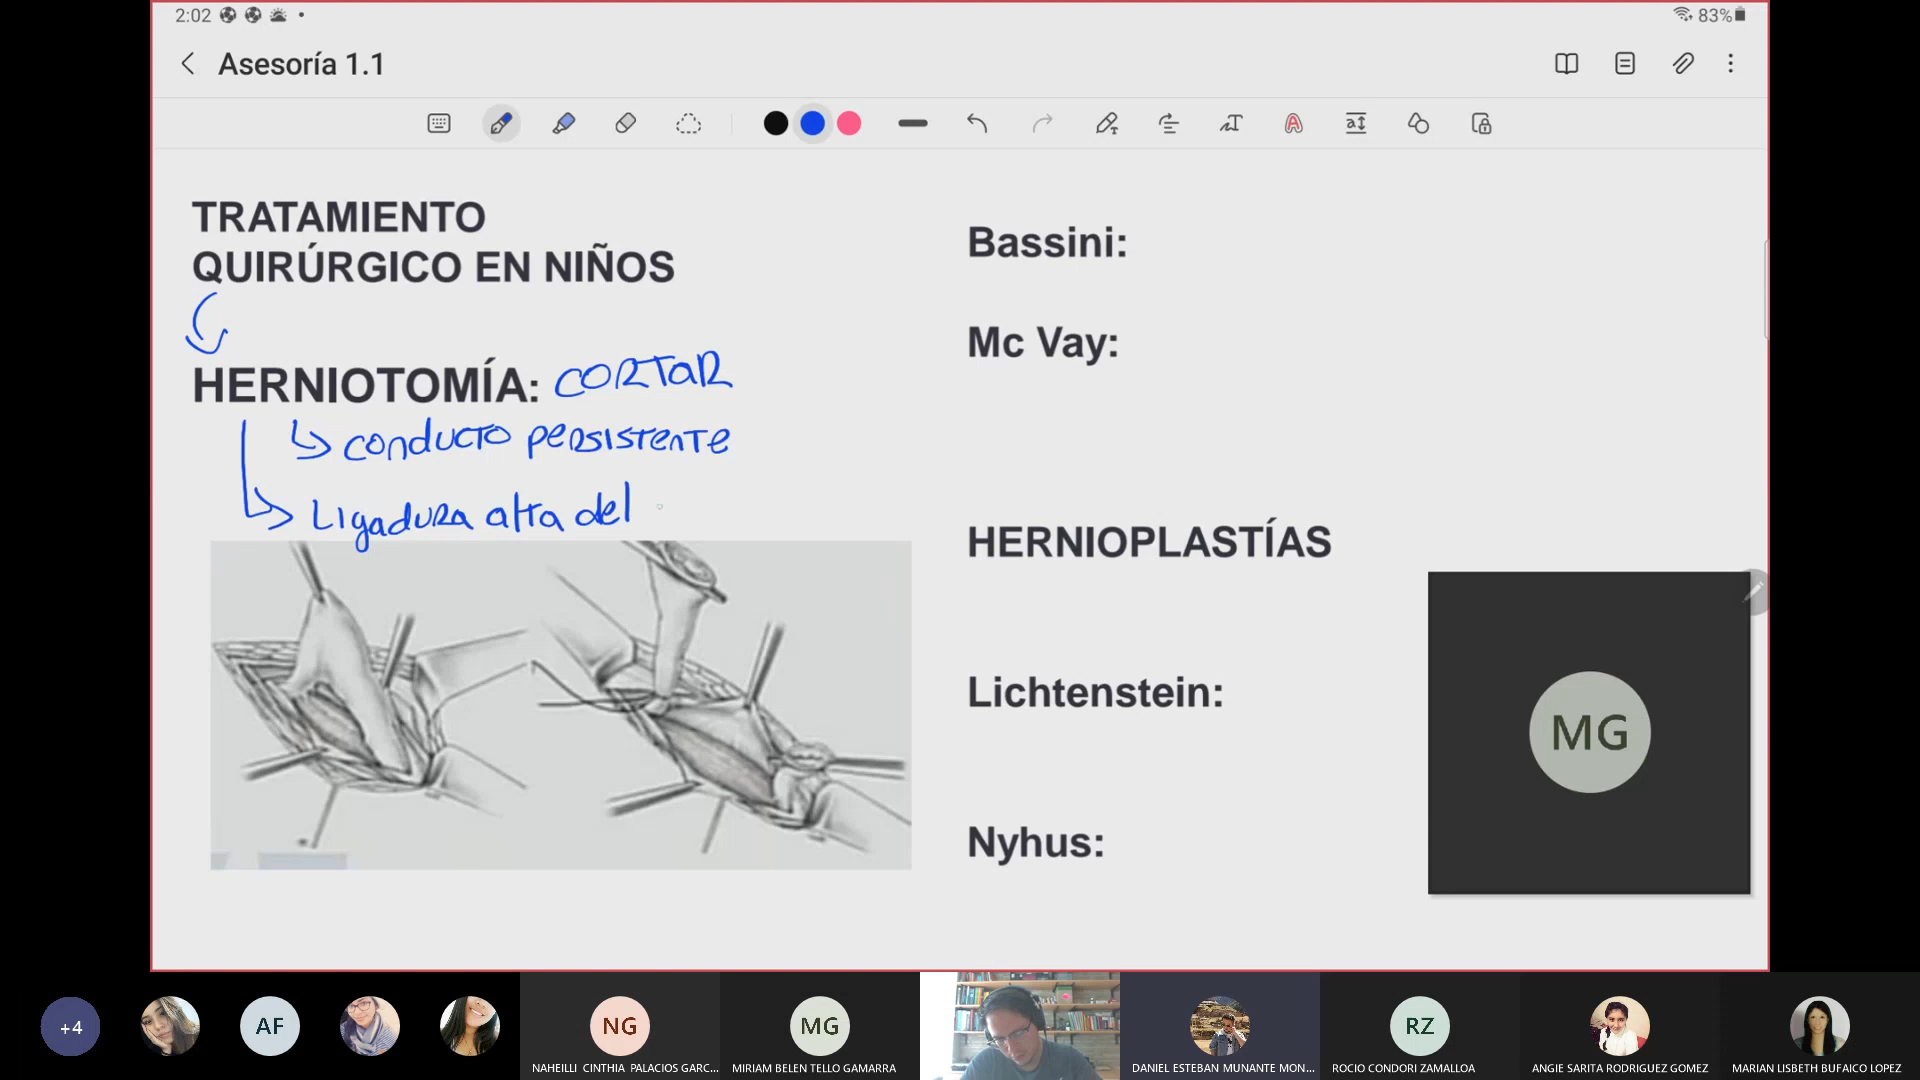 2:02
83%
Asesoría 1.1
TRATAMIENTO
QUIRÚRGICO EN NIÑOS
HERNIOTOMÍA: CORTAR
conducto persistente
Ligadura alta del
Bassini:
Mc Vay:
HERNIOPLASTÍAS
Lichtenstein:
Nyhus:
MG
+4
AF
NG
MG
RZ
NAHEILLI CINTHIA PALACIOS GARC...
MIRIAM BELEN TELLO GAMARRA
DANIEL ESTEBAN MUNANTE MON...
ROCIO CONDORI ZAMALLOA
ANGIE SARITA RODRIGUEZ GOMEZ
MARIAN LISBETH BUFAICO LOPEZ